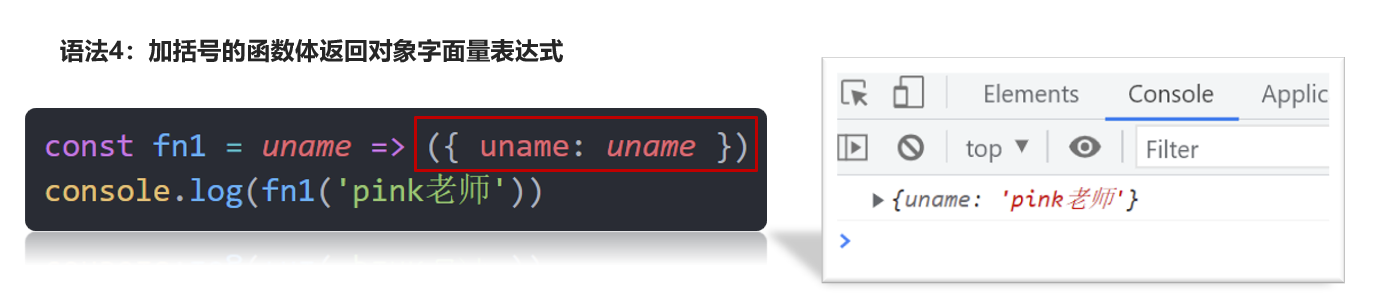 语法4：加括号的函数体返回对象字面量表达式
const fn1 = uname => ({ uname: uname })
console.log(fn1('pink老师'))
Elements Console Applic
top ▼ Filter
▶ {uname: 'pink老师'}
>